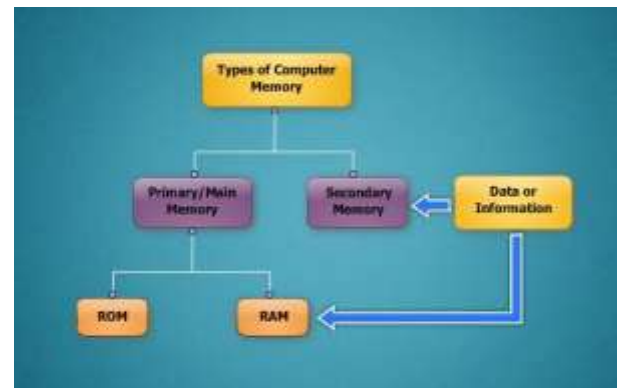 Types of Computer
Memory
Primary/Main
Memory
Secondary
Memory
Data or
Information
ROM
RAM